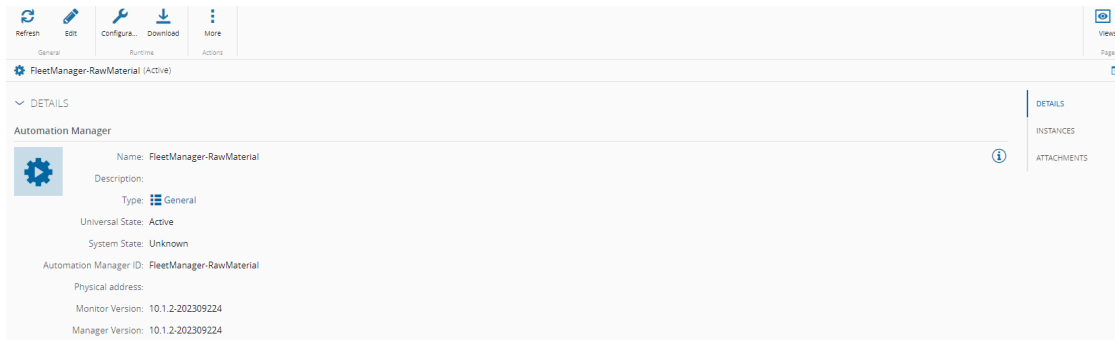 Refresh Edit Configura... Download More Views
General Runtime Actions Page
FleetManager-RawMaterial (Active)
DETAILS
DETAILS
Automation Manager
INSTANCES
Name: FleetManager-RawMaterial
ATTACHMENTS
Description:
Type: General
Universal State: Active
System State: Unknown
Automation Manager ID: FleetManager-RawMaterial
Physical address:
Monitor Version: 10.1.2-202309224
Manager Version: 10.1.2-202309224